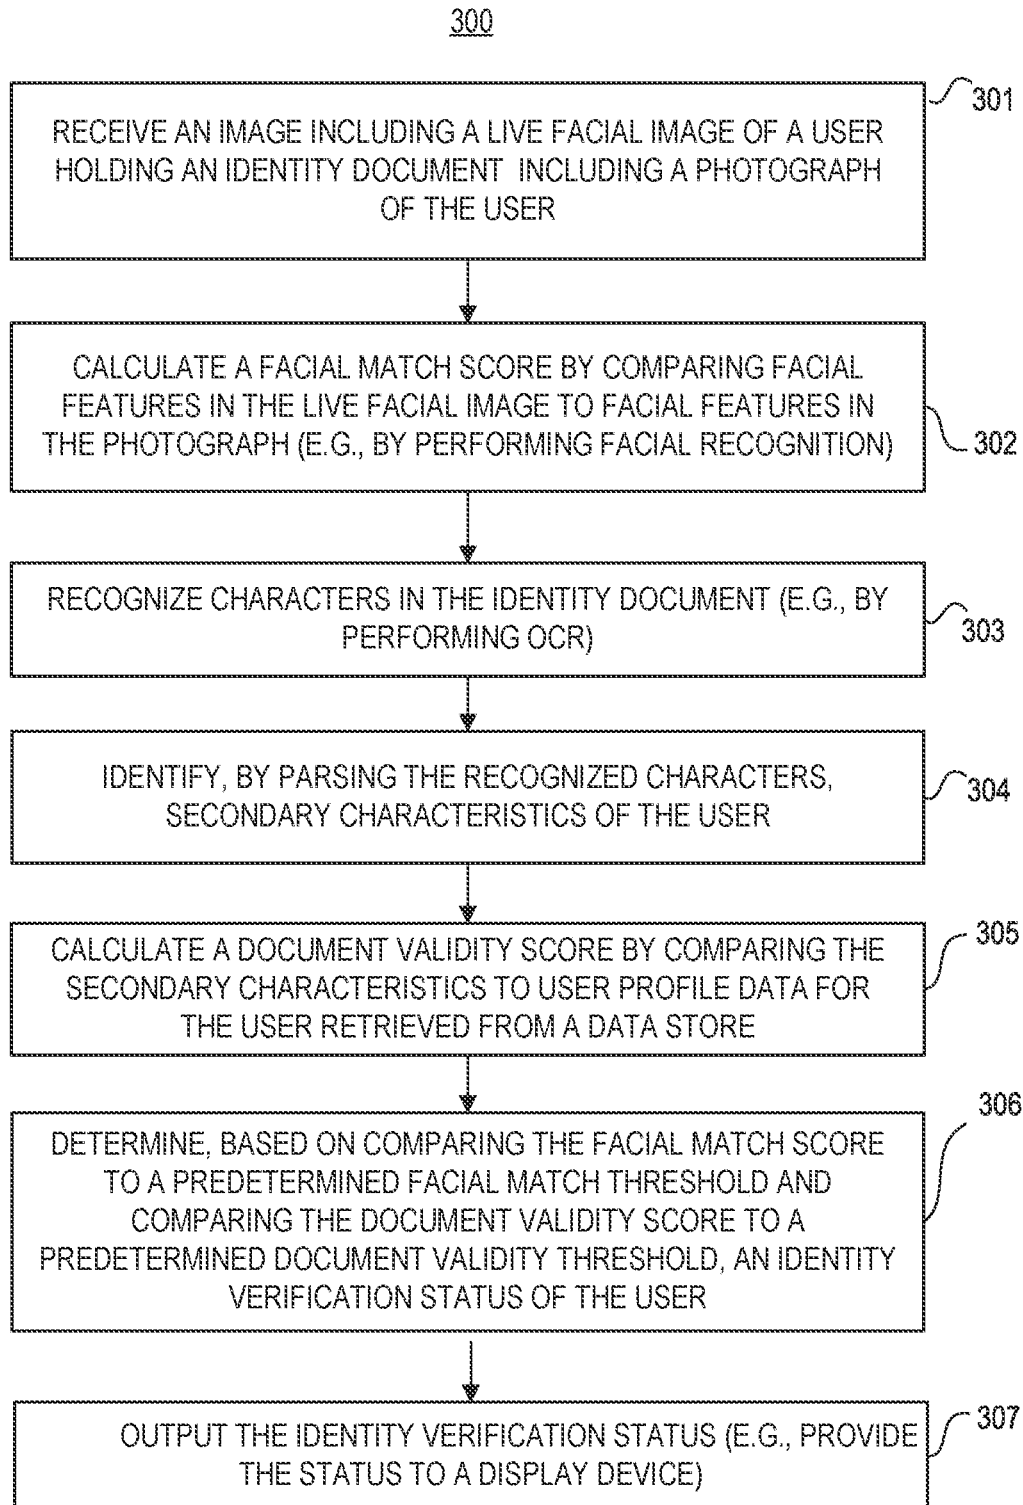 300
301
RECEIVE AN IMAGE INCLUDING A LIVE FACIAL IMAGE OF A USER
HOLDING AN IDENTITY DOCUMENT INCLUDING A PHOTOGRAPH
OF THE USER
CALCULATE A FACIAL MATCH SCORE BY COMPARING FACIAL
FEATURES IN THE LIVE FACIAL IMAGE TO FACIAL FEATURES IN
THE PHOTOGRAPH (E.G., BY PERFORMING FACIAL RECOGNITION)
302
RECOGNIZE CHARACTERS IN THE IDENTITY DOCUMENT (E.G., BY
PERFORMING OCR)
303
IDENTIFY, BY PARSING THE RECOGNIZED CHARACTERS,
SECONDARY CHARACTERISTICS OF THE USER
304
CALCULATE A DOCUMENT VALIDITY SCORE BY COMPARING THE
SECONDARY CHARACTERISTICS TO USER PROFILE DATA FOR
THE USER RETRIEVED FROM A DATA STORE
305
306
DETERMINE, BASED ON COMPARING THE FACIAL MATCH SCORE
TO A PREDETERMINED FACIAL MATCH THRESHOLD AND
COMPARING THE DOCUMENT VALIDITY SCORE TO A
PREDETERMINED DOCUMENT VALIDITY THRESHOLD, AN IDENTITY
VERIFICATION STATUS OF THE USER
307
OUTPUT THE IDENTITY VERIFICATION STATUS (E.G., PROVIDE
THE STATUS TO A DISPLAY DEVICE)